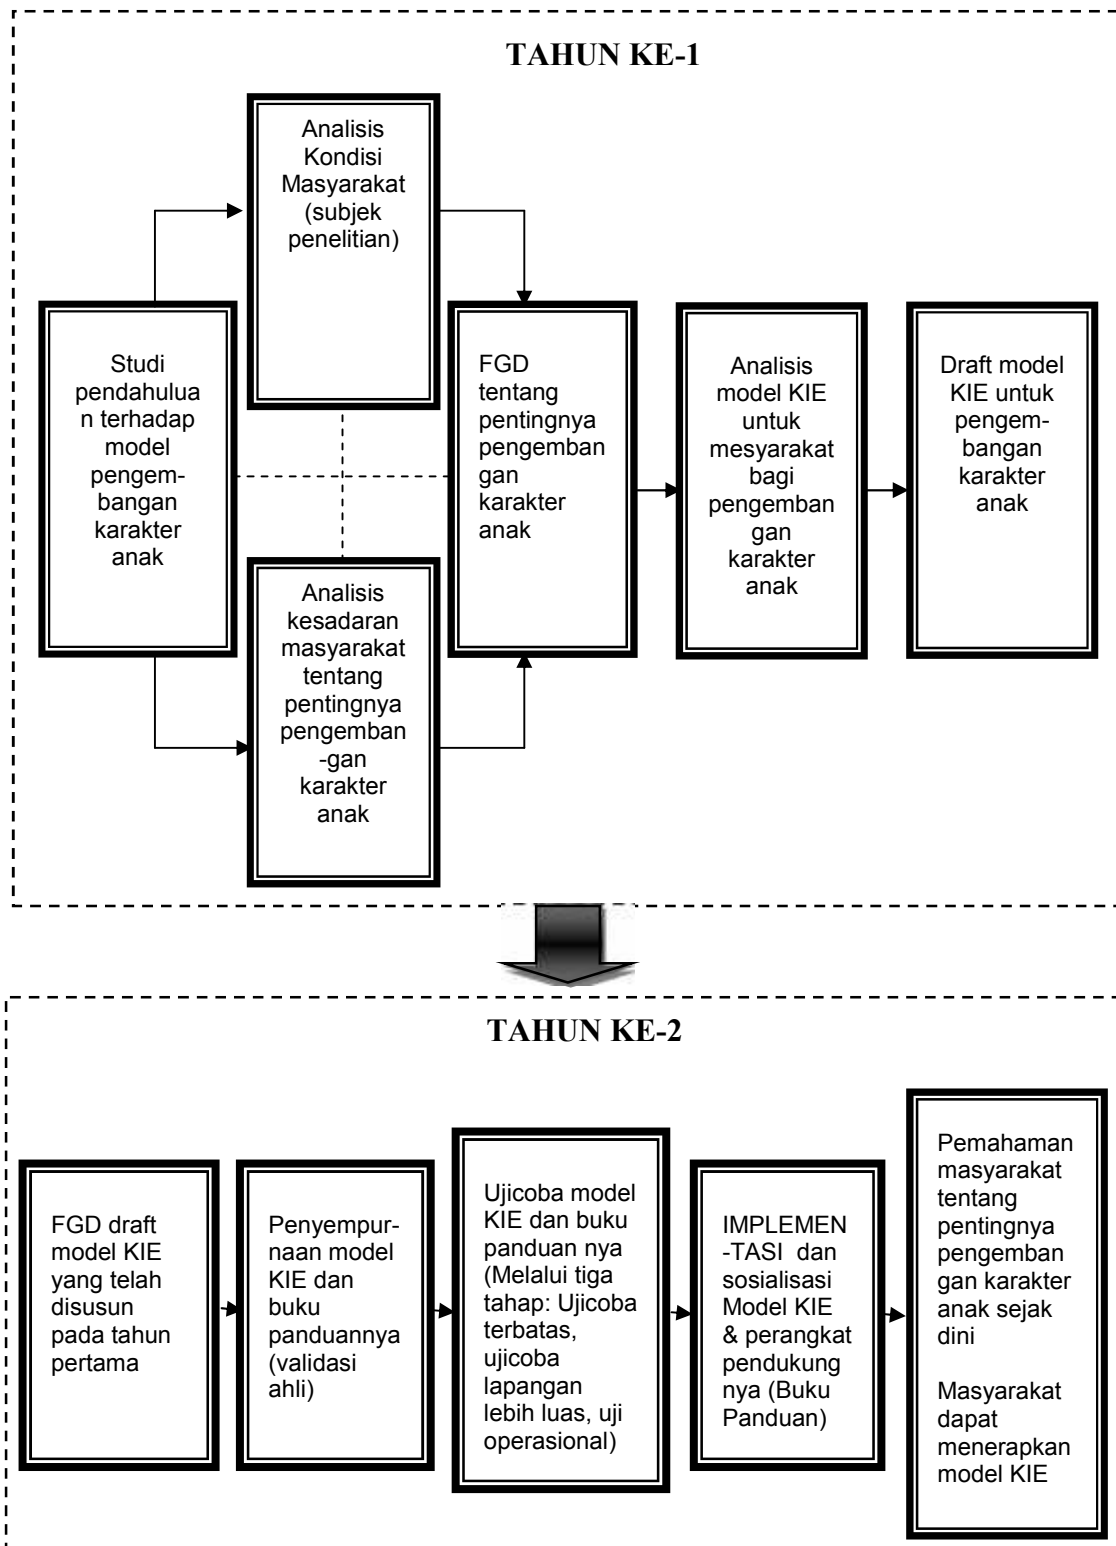 TAHUN KE-1
Analisis
Kondisi
Masyarakat
(subjek
penelitian)
Studi
pendahulua
n terhadap
model
pengem-
bangan
karakter
anak
FGD
tentang
pentingnya
pengemban
gan
karakter
anak
Analisis
model KIE
untuk
mesyarakat
bagi
pengemban
gan
karakter
anak
Draft model
KIE untuk
pengem-
bangan
karakter
anak
Analisis
kesadaran
masyarakat
tentang
pentingnya
pengemban
-gan
karakter
anak
TAHUN KE-2
FGD draft
model KIE
yang telah
disusun
pada tahun
pertama
Penyempur-
naan model
KIE dan
buku
panduannya
(validasi
ahli)
Ujicoba model
KIE dan buku
panduan nya
(Melalui tiga
tahap: Ujicoba
terbatas,
ujicoba
lapangan
lebih luas, uji
operasional)
IMPLEMEN
-TASI dan
sosialisasi
Model KIE
& perangkat
pendukung
nya (Buku
Panduan)
Pemahaman
masyarakat
tentang
pentingnya
pengemban
gan karakter
anak sejak
dini
Masyarakat
dapat
menerapkan
model KIE